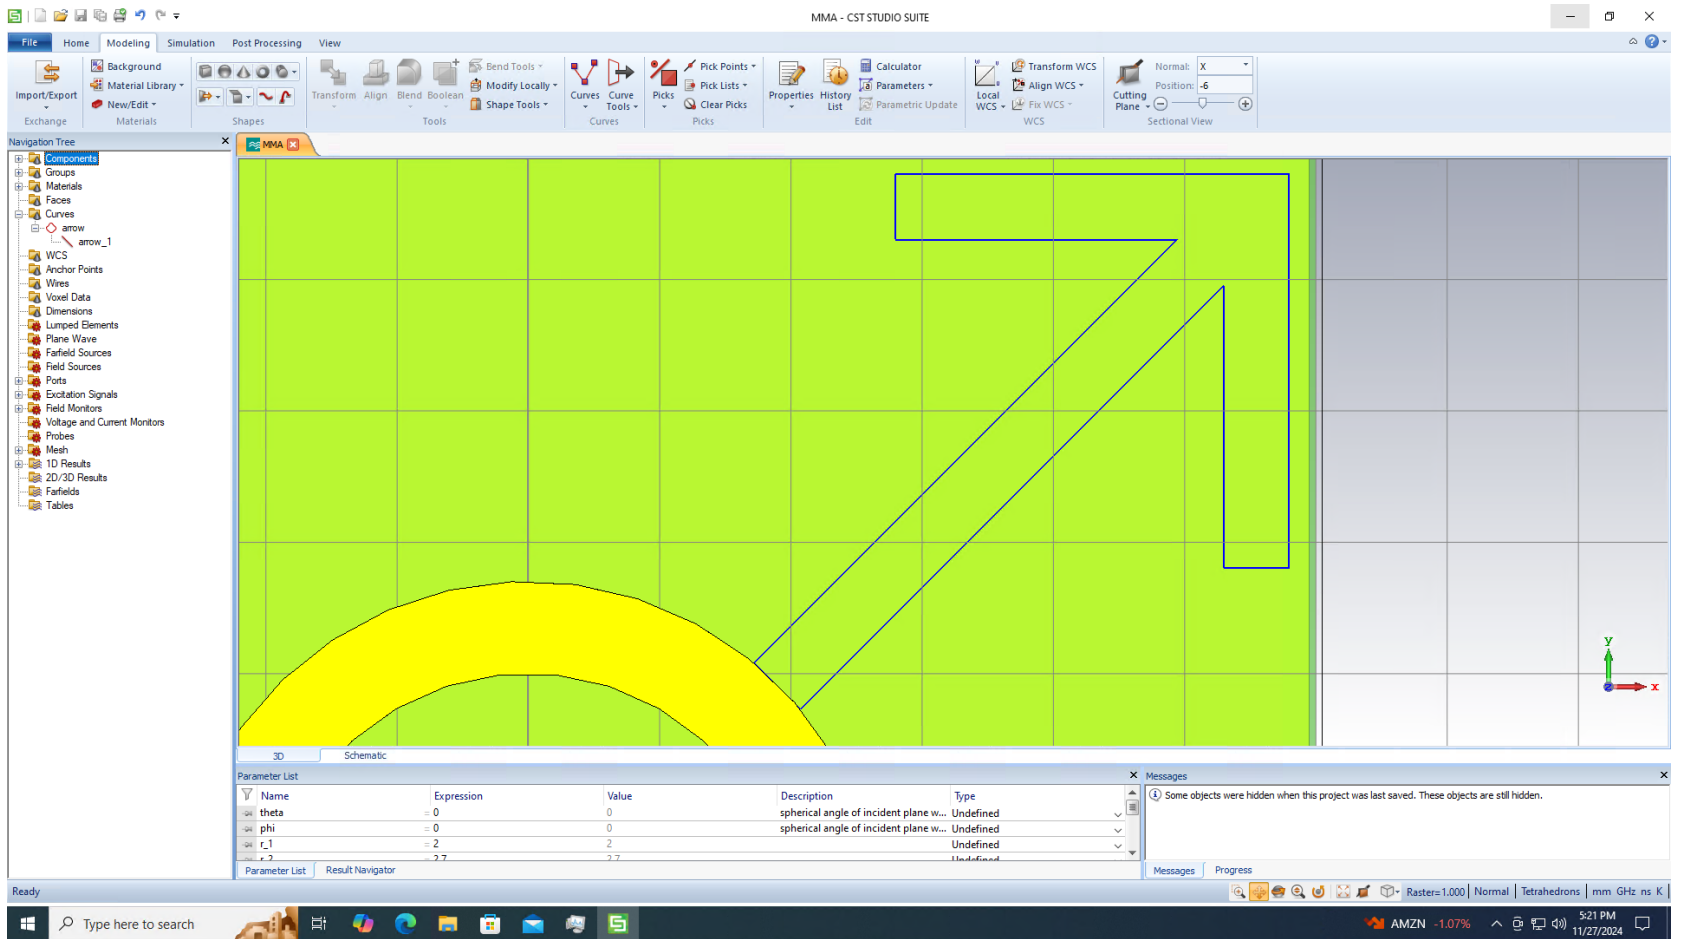 MMA - CST STUDIO SUITE
File Home Modeling Simulation Post Processing View
Import/Export
Exchange
Background
Material Library
New/Edit
Materials
Shapes
Transform Align Blend Boolean
Bend Tools
Modify Locally
Shape Tools
Tools
Curves Curve Tools
Curves
Picks
Pick Points
Pick Lists
Clear Picks
Picks
Properties History List
Calculator
Parameters
Parametric Update
Edit
Local WCS
Transform WCS
Align WCS
Fix WCS
WCS
Cutting Plane
Normal: X
Position: -6
Sectional View
Navigation Tree
Components
Groups
Materials
Faces
Curves
arrow
arrow_1
WCS
Anchor Points
Wires
Voxel Data
Dimensions
Lumped Elements
Plane Wave
Farfield Sources
Field Sources
Ports
Excitation Signals
Field Monitors
Voltage and Current Monitors
Probes
Mesh
1D Results
2D/3D Results
Farfields
Tables
MMA
y
x
3D Schematic
Parameter List
Name Expression Value Description Type
theta = 0 0 spherical angle of incident plane w... Undefined
phi = 0 0 spherical angle of incident plane w... Undefined
r_1 = 2 2 Undefined
r_2 = 2.7 2.7 Undefined
Parameter List Result Navigator
Messages
Some objects were hidden when this project was last saved. These objects are still hidden.
Messages Progress
Ready
Raster=1.000 Normal Tetrahedrons mm GHz ns K
Type here to search
AMZN -1.07%
5:21 PM
11/27/2024